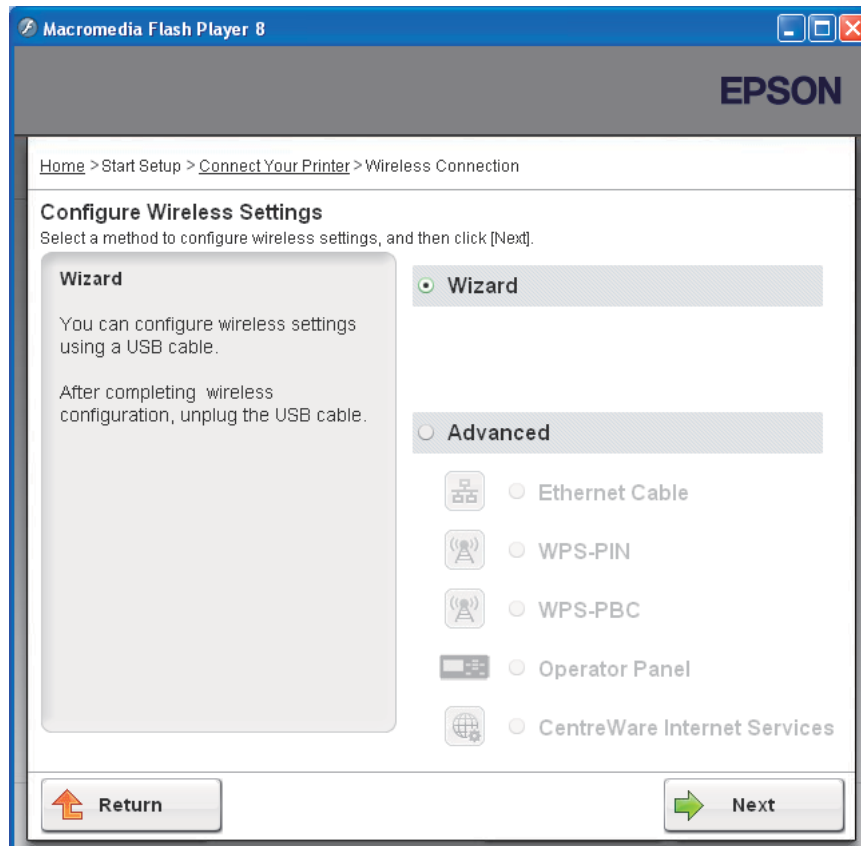 Macromedia Flash Player 8
EPSON
Home > Start Setup > Connect Your Printer > Wireless Connection
Configure Wireless Settings
Select a method to configure wireless settings, and then click [Next].
Wizard
You can configure wireless settings
using a USB cable.
After completing wireless
configuration, unplug the USB cable.
Wizard
Advanced
Ethernet Cable
WPS-PIN
WPS-PBC
Operator Panel
CentreWare Internet Services
Return
Next